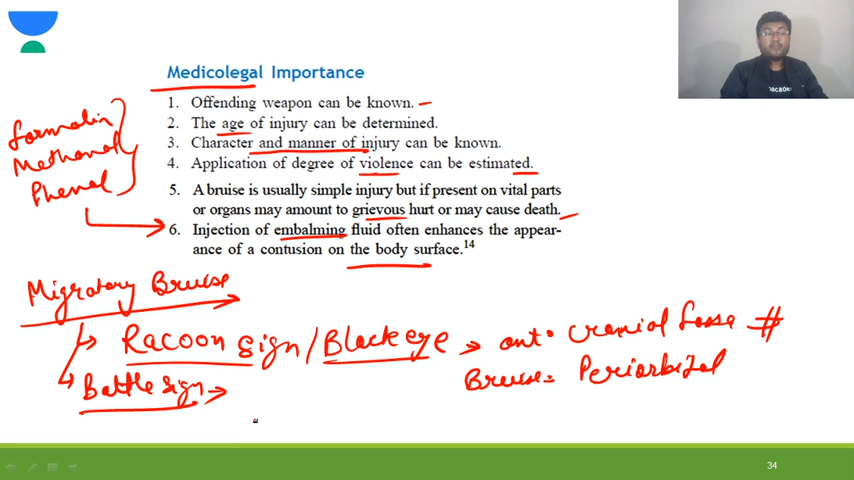 Medicolegal Importance
1. Offending weapon can be known.
2. The age of injury can be determined.
3. Character and manner of injury can be known.
4. Application of degree of violence can be estimated.
5. A bruise is usually simple injury but if present on vital parts
or organs may amount to grievous hurt or may cause death.
6. Injection of embalming fluid often enhances the appear-
ance of a contusion on the body surface.14
Formalin
Methanol
Phenol
Migratory Bruise
Racoon sign / Black eye → ant. Cranial fossa #
Bruise = Periorbital
Battle sign →
34